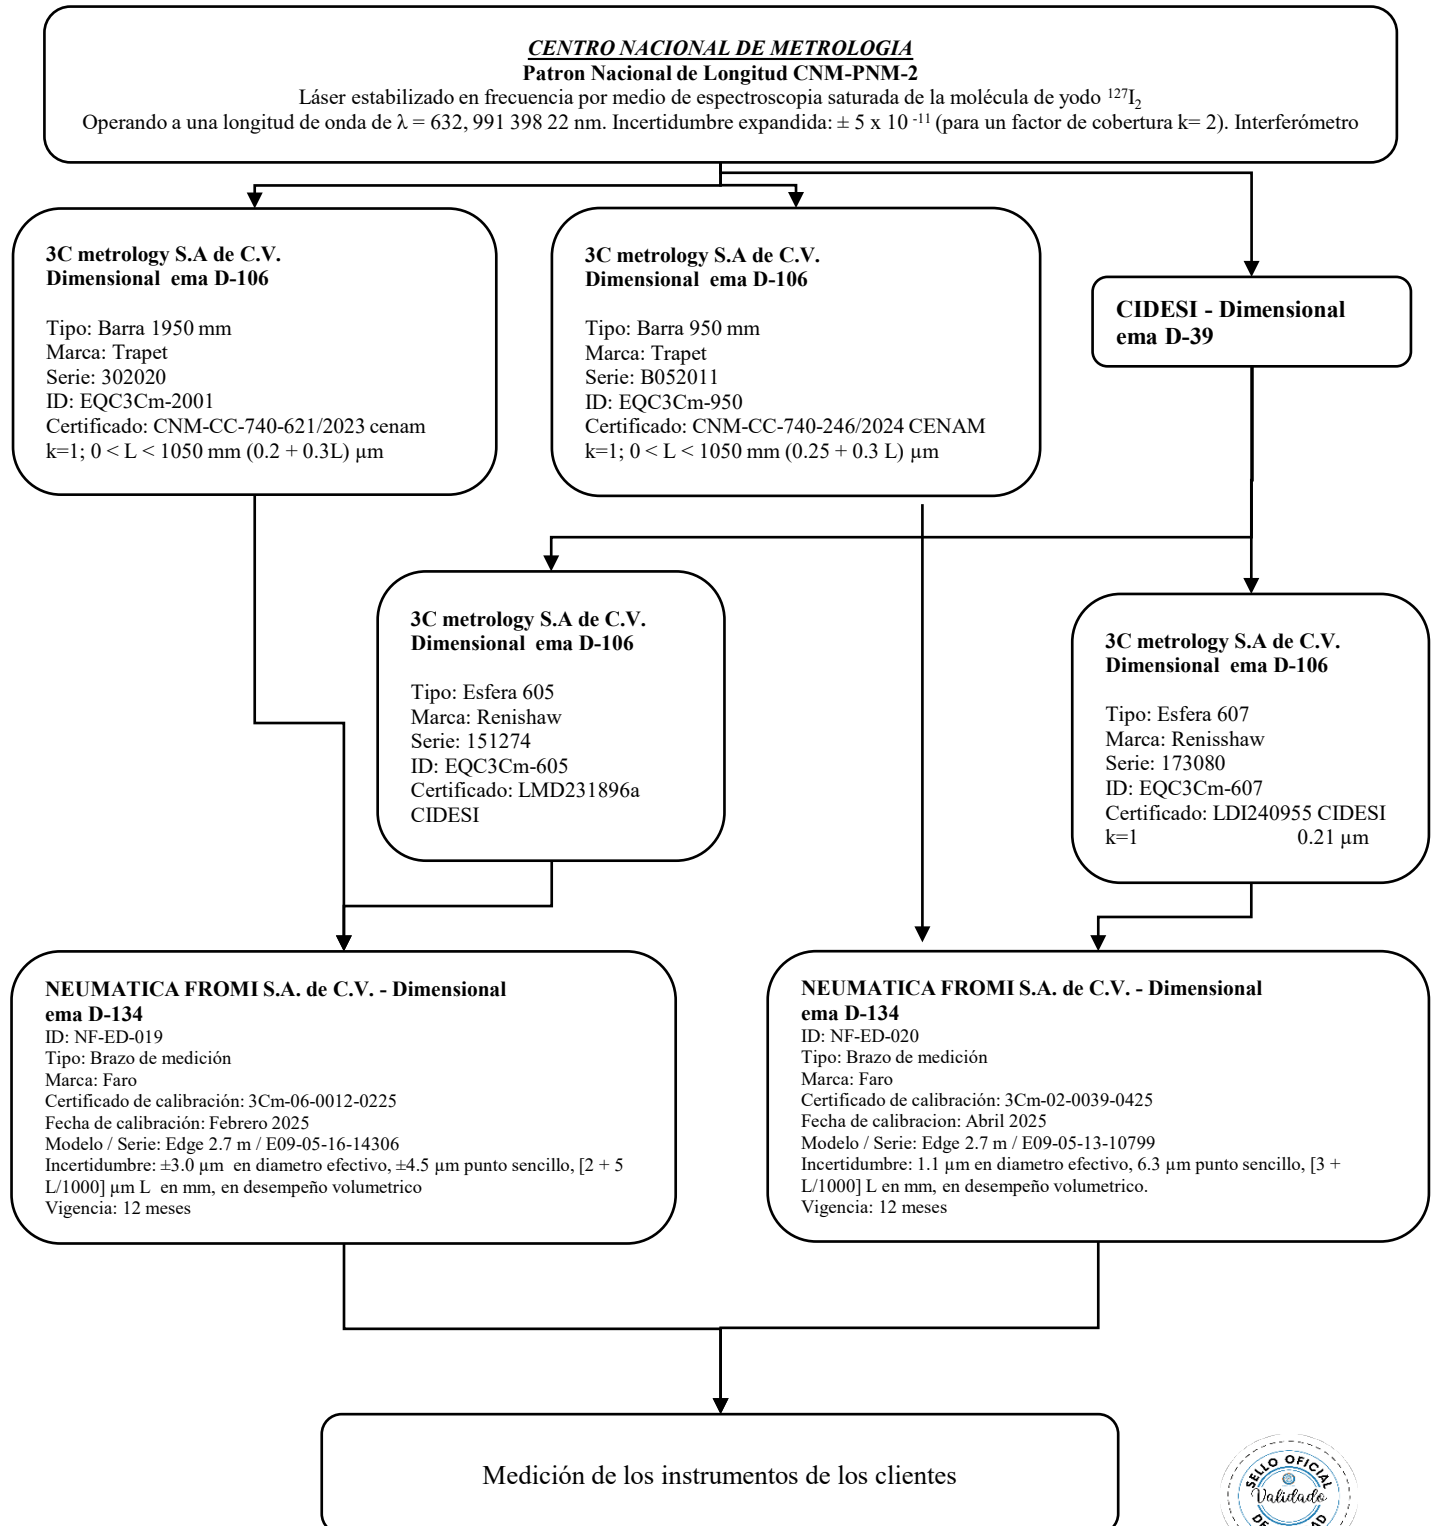 CENTRO NACIONAL DE METROLOGIA
Patron Nacional de Longitud CNM-PNM-2
Láser estabilizado en frecuencia por medio de espectroscopia saturada de la molécula de yodo ¹²⁷I₂
Operando a una longitud de onda de λ = 632, 991 398 22 nm. Incertidumbre expandida: ± 5 x 10 ⁻¹¹ (para un factor de cobertura k= 2). Interferómetro
3C metrology S.A de C.V.
Dimensional ema D-106
Tipo: Barra 1950 mm
Marca: Trapet
Serie: 302020
ID: EQC3Cm-2001
Certificado: CNM-CC-740-621/2023 cenam
k=1; 0 < L < 1050 mm (0.2 + 0.3L) µm
3C metrology S.A de C.V.
Dimensional ema D-106
Tipo: Barra 950 mm
Marca: Trapet
Serie: B052011
ID: EQC3Cm-950
Certificado: CNM-CC-740-246/2024 CENAM
k=1; 0 < L < 1050 mm (0.25 + 0.3 L) µm
CIDESI - Dimensional
ema D-39
3C metrology S.A de C.V.
Dimensional ema D-106
Tipo: Esfera 605
Marca: Renishaw
Serie: 151274
ID: EQC3Cm-605
Certificado: LMD231896a
CIDESI
3C metrology S.A de C.V.
Dimensional ema D-106
Tipo: Esfera 607
Marca: Renisshaw
Serie: 173080
ID: EQC3Cm-607
Certificado: LDI240955 CIDESI
k=1 0.21 µm
NEUMATICA FROMI S.A. de C.V. - Dimensional
ema D-134
ID: NF-ED-019
Tipo: Brazo de medición
Marca: Faro
Certificado de calibración: 3Cm-06-0012-0225
Fecha de calibración: Febrero 2025
Modelo / Serie: Edge 2.7 m / E09-05-16-14306
Incertidumbre: ±3.0 µm en diametro efectivo, ±4.5 µm punto sencillo, [2 + 5
L/1000] µm L en mm, en desempeño volumetrico
Vigencia: 12 meses
NEUMATICA FROMI S.A. de C.V. - Dimensional
ema D-134
ID: NF-ED-020
Tipo: Brazo de medición
Marca: Faro
Certificado de calibración: 3Cm-02-0039-0425
Fecha de calibracion: Abril 2025
Modelo / Serie: Edge 2.7 m / E09-05-13-10799
Incertidumbre: 1.1 µm en diametro efectivo, 6.3 µm punto sencillo, [3 +
L/1000] L en mm, en desempeño volumetrico.
Vigencia: 12 meses
Medición de los instrumentos de los clientes
SELLO OFICIAL
Validado